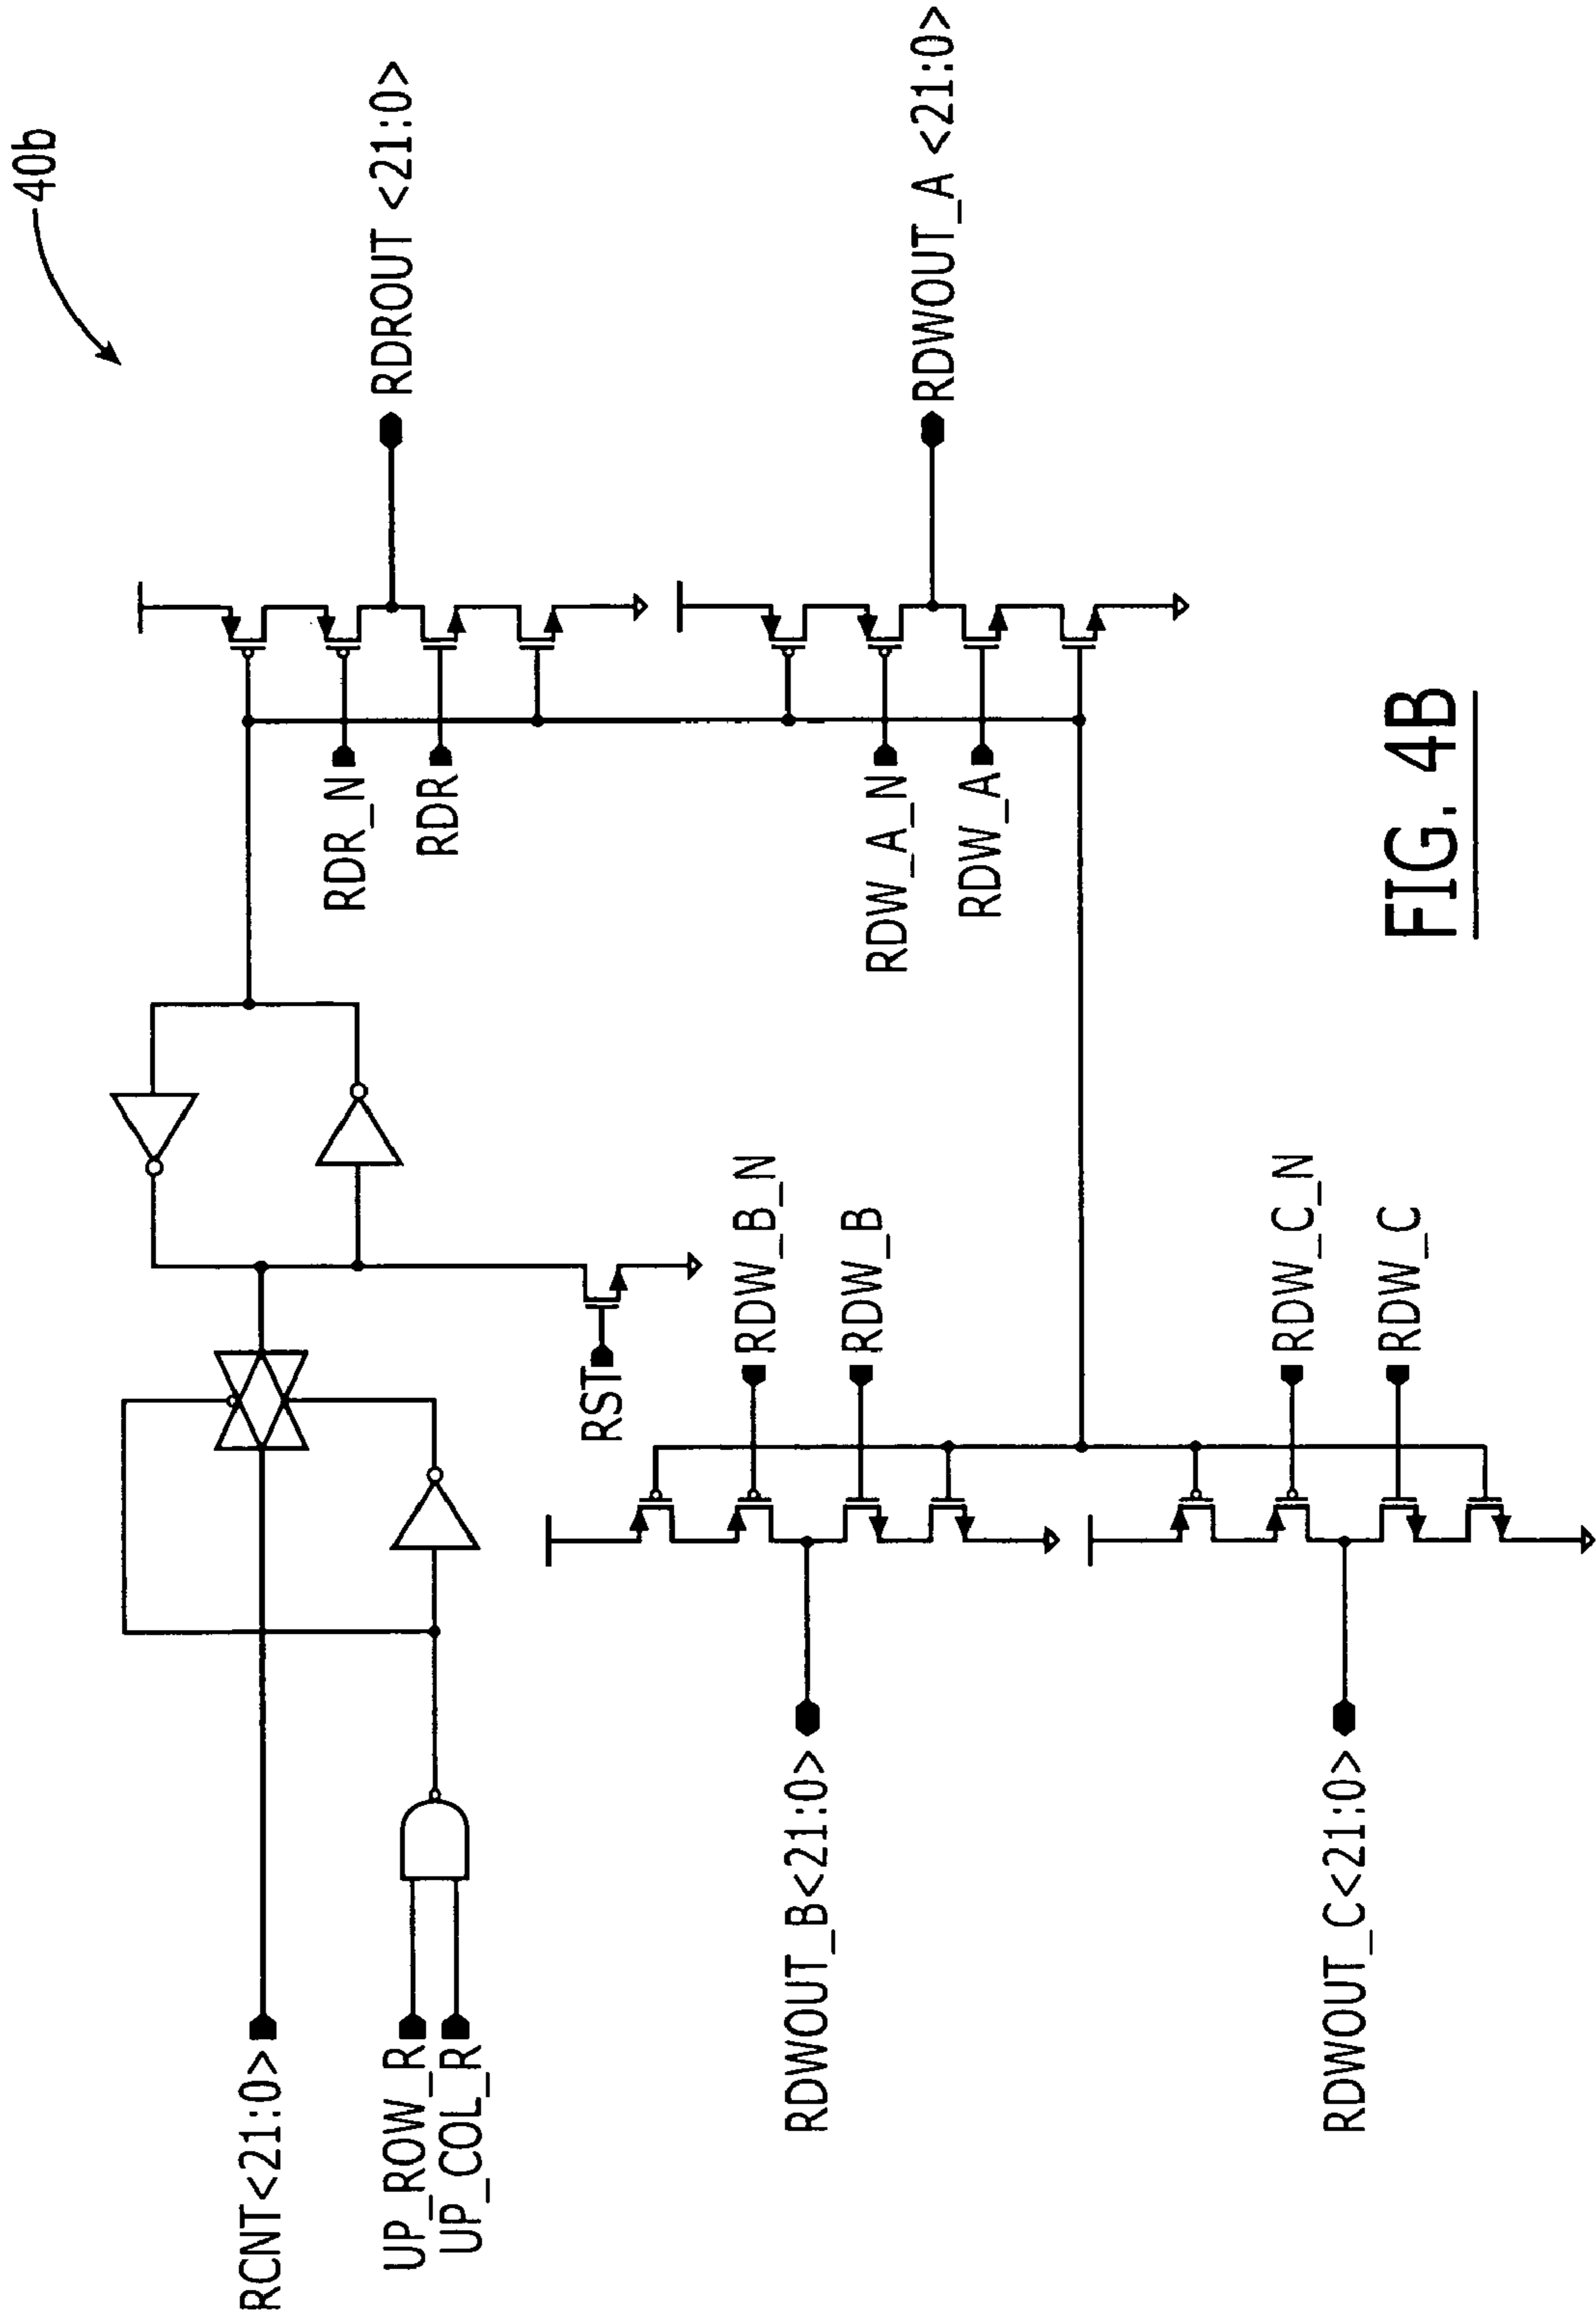 40b
RCNT<21:0>
UP_ROW_R
UP_COL_R
RST
RDR_N
RDR
RDROUT <21:0>
RDW_A_N
RDW_A
RDWOUT_A <21:0>
RDW_B_N
RDW_B
RDWOUT_B<21:0>
RDW_C_N
RDW_C
RDWOUT_C<21:0>
FIG. 4B